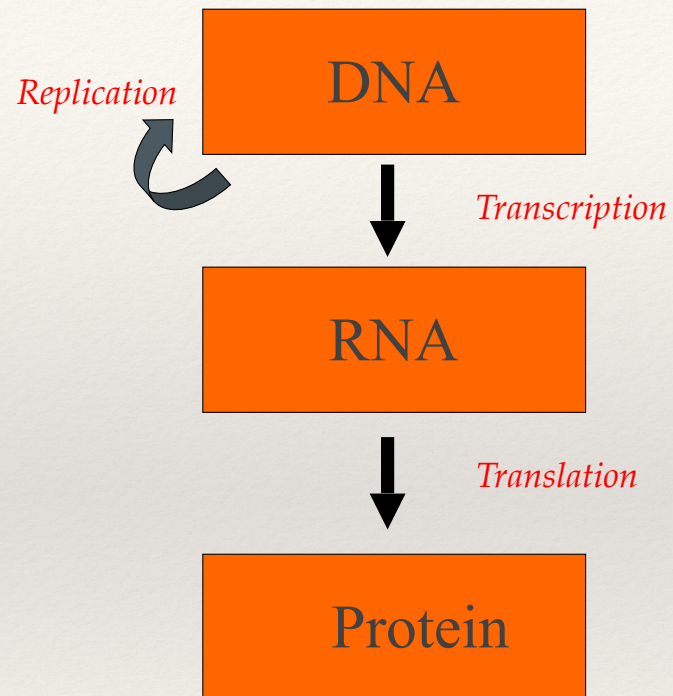 DNA
Replication
Transcription
RNA
Translation
Protein